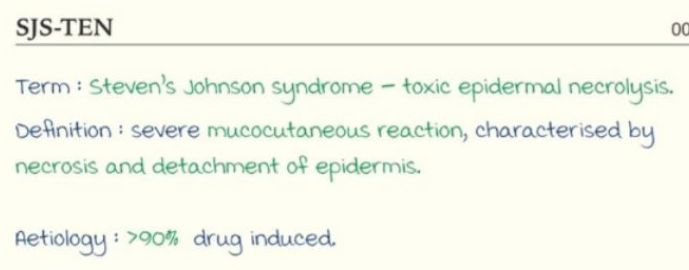 SJS-TEN 00
Term : Steven's Johnson syndrome – toxic epidermal necrolysis.
Definition : severe mucocutaneous reaction, characterised by
necrosis and detachment of epidermis.
Aetiology : >90% drug induced.